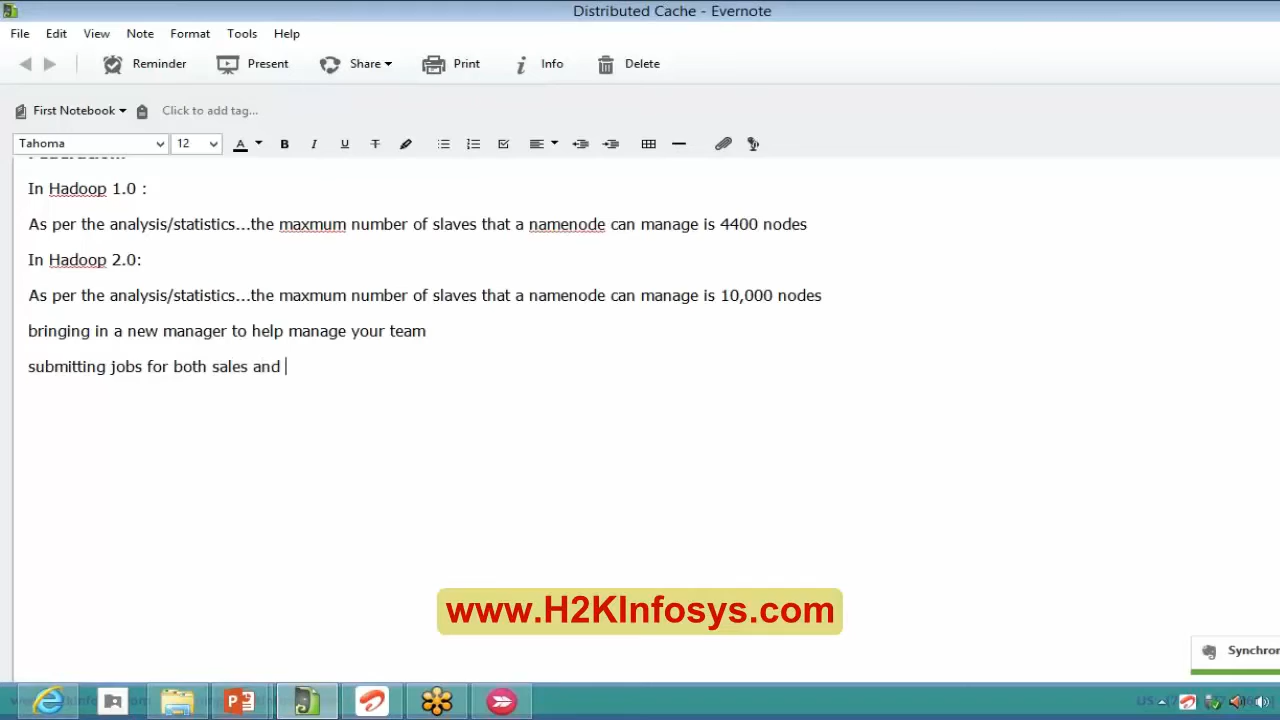 Distributed Cache - Evernote
File Edit View Note Format Tools Help
Reminder Present Share Print Info Delete
First Notebook Click to add tag...
Tahoma 12 A B I U T
In Hadoop 1.0 :
As per the analysis/statistics...the maxmum number of slaves that a namenode can manage is 4400 nodes
In Hadoop 2.0:
As per the analysis/statistics...the maxmum number of slaves that a namenode can manage is 10,000 nodes
bringing in a new manager to help manage your team
submitting jobs for both sales and
www.H2KInfosys.com
Synchron
US